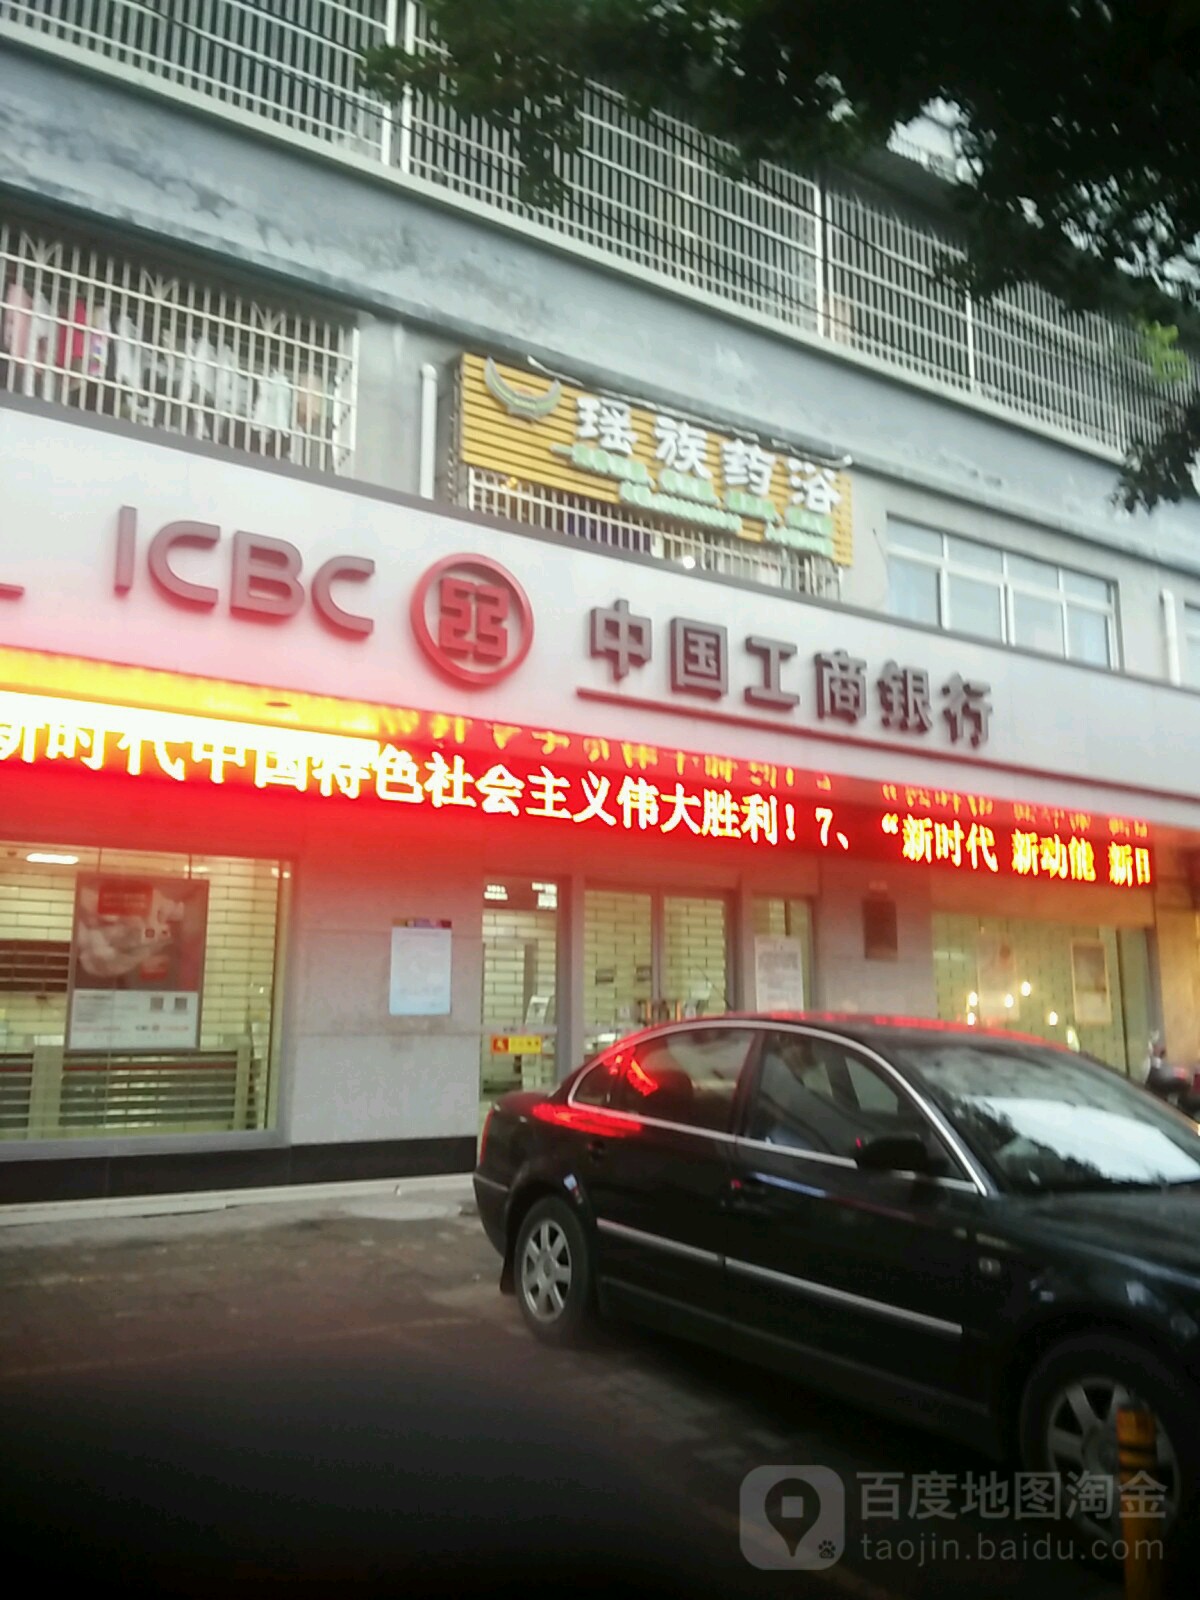 瑶族药浴
ICBC 中国工商银行
新时代中国特色社会主义伟大胜利！7、“新时代 新动能 新
百度地图淘金
taojin.baidu.com